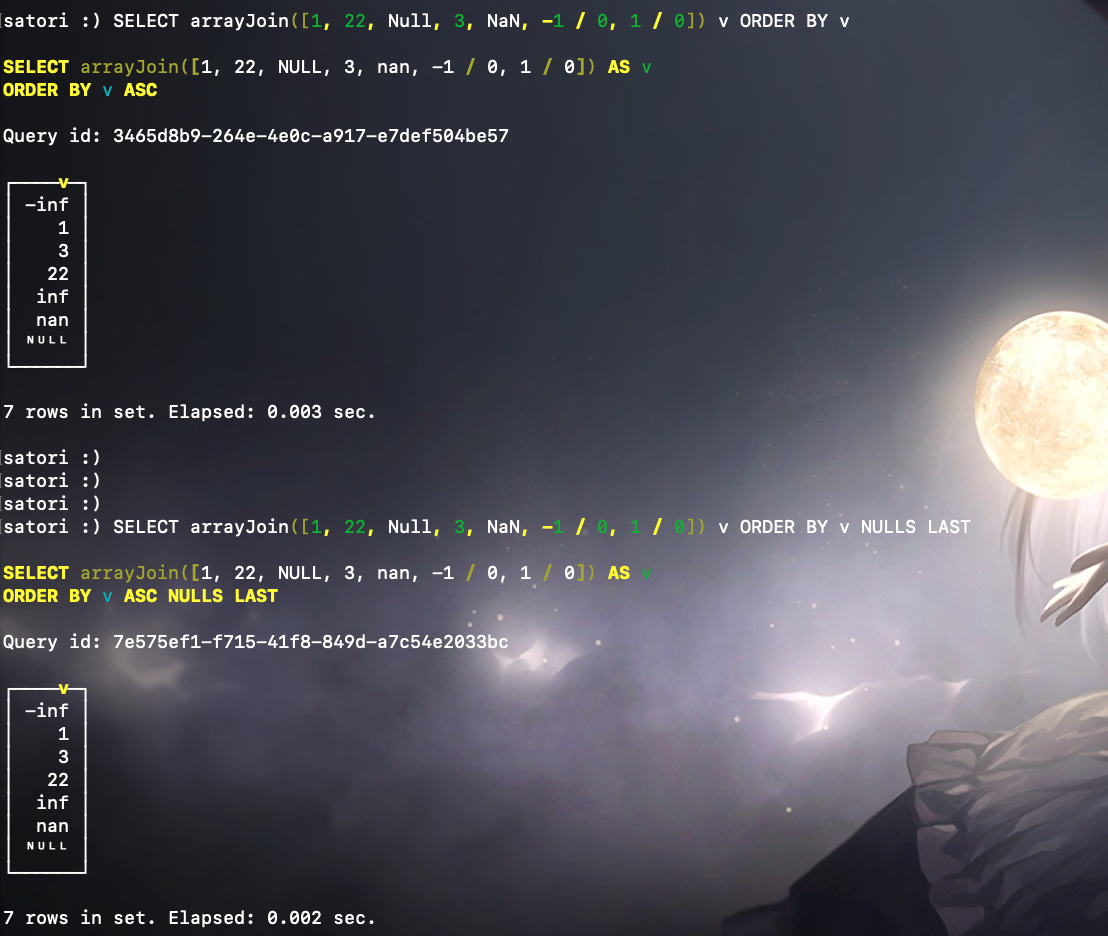 satori :) SELECT arrayJoin([1, 22, Null, 3, NaN, -1 / 0, 1 / 0]) v ORDER BY v
SELECT arrayJoin([1, 22, NULL, 3, nan, -1 / 0, 1 / 0]) AS v
ORDER BY v ASC
Query id: 3465d8b9-264e-4e0c-a917-e7def504be57
v
-inf
1
3
22
inf
nan
NULL
7 rows in set. Elapsed: 0.003 sec.
satori :)
satori :)
satori :)
satori :) SELECT arrayJoin([1, 22, Null, 3, NaN, -1 / 0, 1 / 0]) v ORDER BY v NULLS LAST
SELECT arrayJoin([1, 22, NULL, 3, nan, -1 / 0, 1 / 0]) AS v
ORDER BY v ASC NULLS LAST
Query id: 7e575ef1-f715-41f8-849d-a7c54e2033bc
v
-inf
1
3
22
inf
nan
NULL
7 rows in set. Elapsed: 0.002 sec.